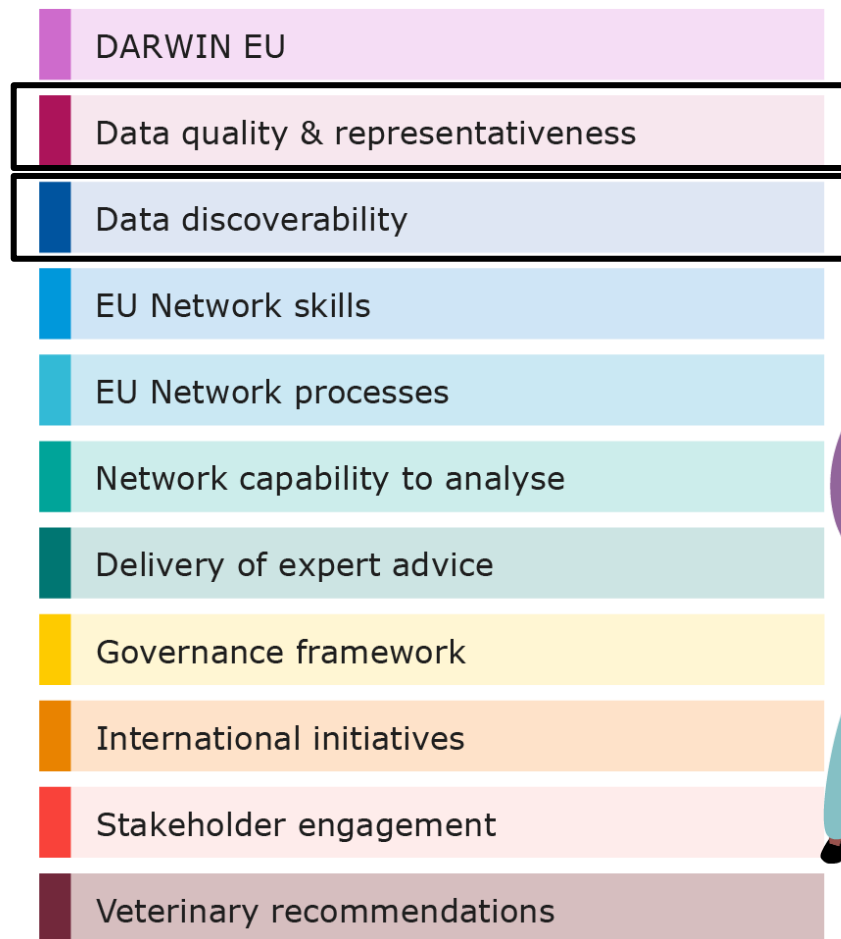 DARWIN EU
Data quality & representativeness
Data discoverability
EU Network skills
EU Network processes
Network capability to analyse
Delivery of expert advice
Governance framework
International initiatives
Stakeholder engagement
Veterinary recommendations